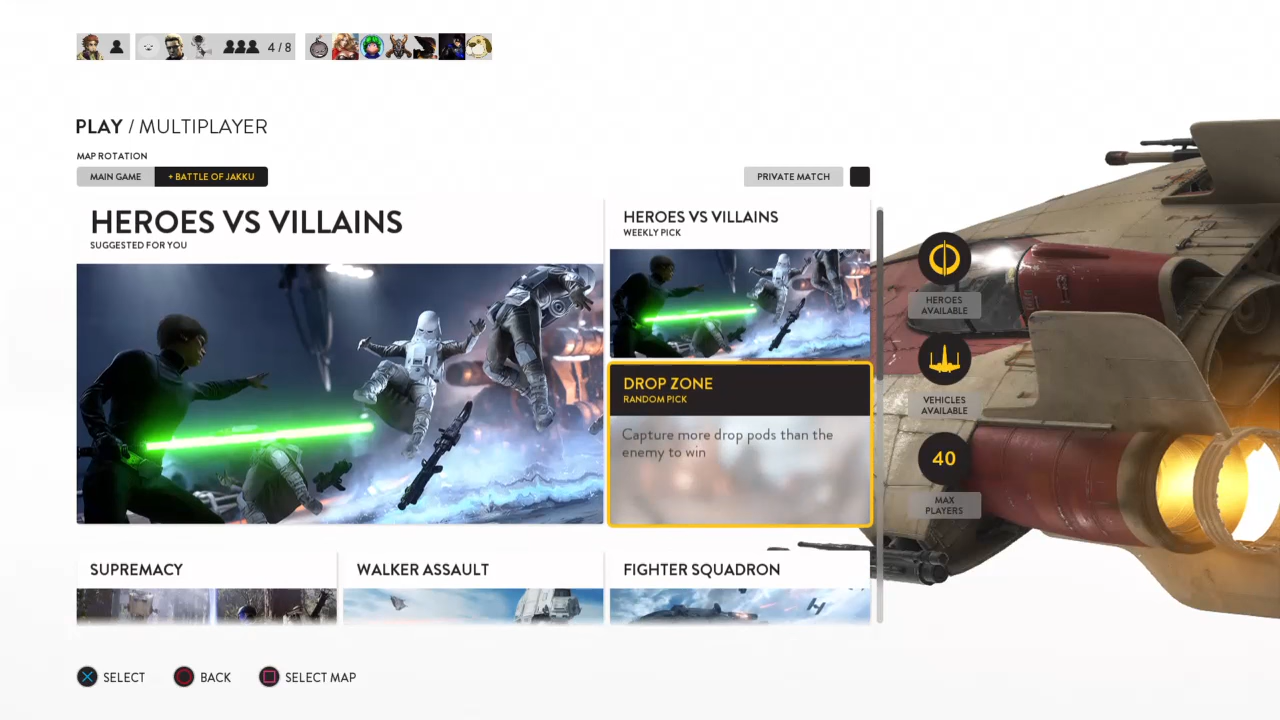 4 / 8
PLAY / MULTIPLAYER
MAP ROTATION
MAIN GAME
+ BATTLE OF JAKKU
PRIVATE MATCH
HEROES VS VILLAINS
SUGGESTED FOR YOU
HEROES VS VILLAINS
WEEKLY PICK
DROP ZONE
RANDOM PICK
Capture more drop pods than the
enemy to win
HEROES
AVAILABLE
VEHICLES
AVAILABLE
40
MAX
PLAYERS
SUPREMACY
WALKER ASSAULT
FIGHTER SQUADRON
SELECT
BACK
SELECT MAP